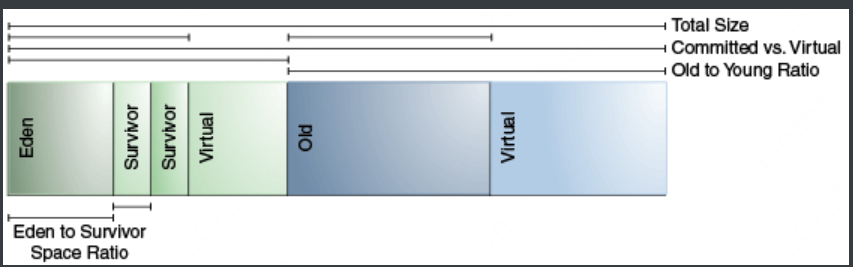 Total Size
Committed vs. Virtual
Old to Young Ratio
Eden
Survivor
Survivor
Virtual
Old
Virtual
Eden to Survivor
Space Ratio